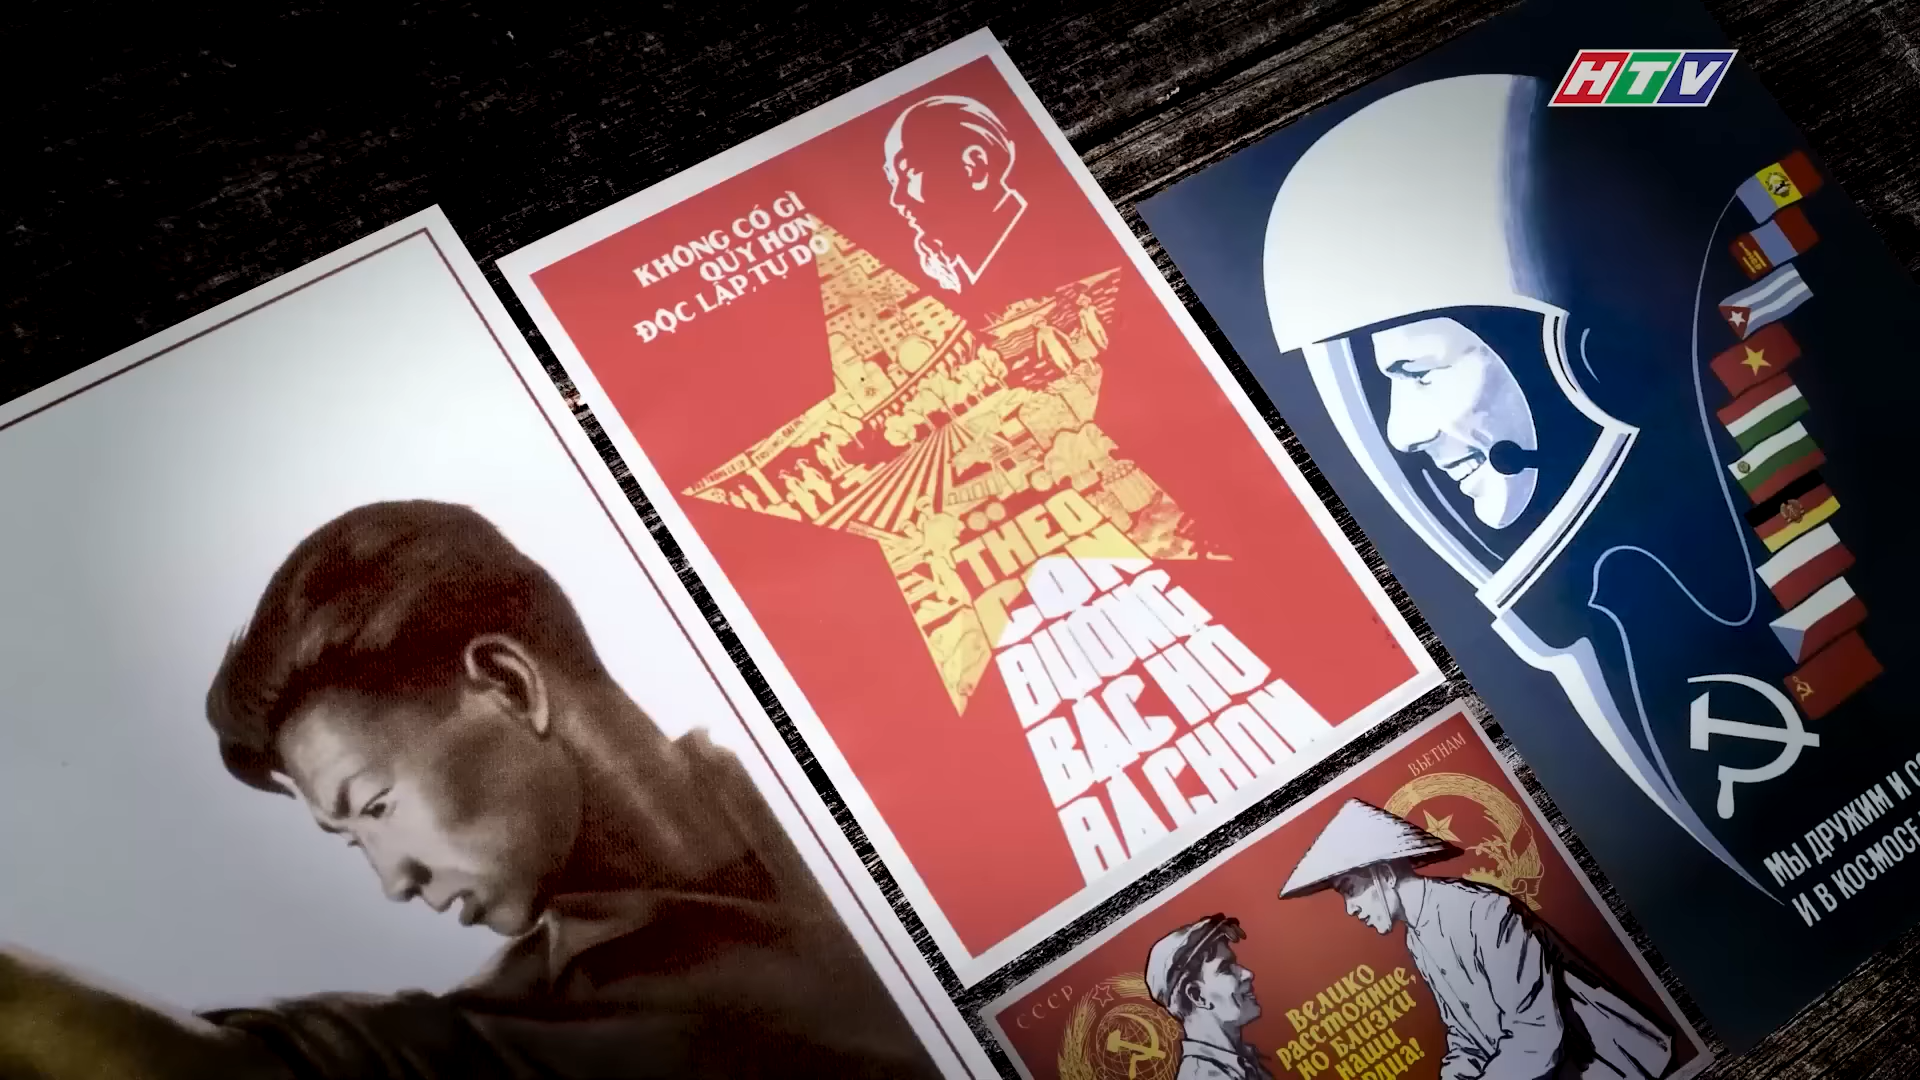 HTV
KHÔNG CÓ GÌ
QUÝ HƠN
ĐỘC LẬP, TỰ DO
THEO
CON
ĐƯỜNG
BÁC HỒ
ĐÃ CHỌN
МЫ ДРУЖИМ И
И В КОСМОСЕ
ВЬЕТНАМ
СССР
ВЕЛИКО
РАССТОЯНИЕ,
НО БЛИЗКИ
НАШИ
РДЦА!